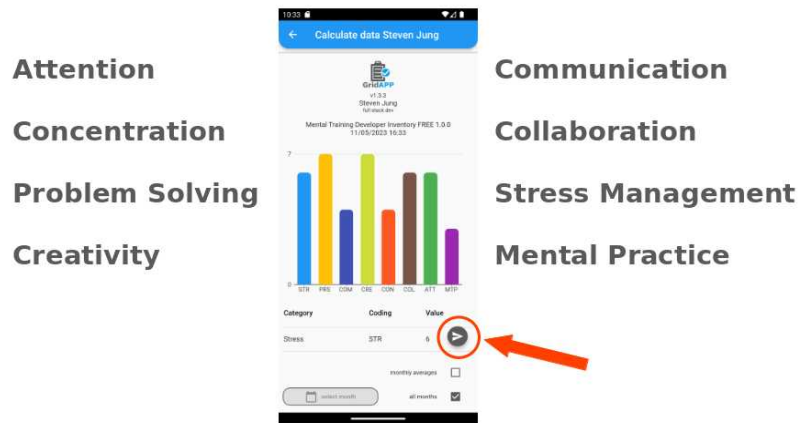 Attention
Concentration
Problem Solving
Creativity
10:33
Calculate data Steven Jung
GridAPP
v1.3.3
Steven Jung
full stack dev
Mental Training Developer Inventory FREE 1.0.0
11/05/2023 16:33
7
0
STR PRS COM CRE CON COL ATT MTP
Category Coding Value
Stress STR 6
monthly averages
select month all months
Communication
Collaboration
Stress Management
Mental Practice